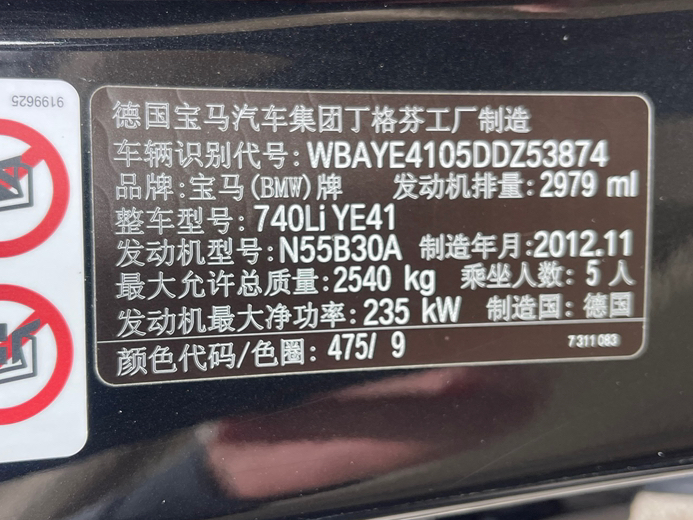 9199625
德国宝马汽车集团丁格芬工厂制造
车辆识别代号: WBAYE4105DDZ53874
品牌: 宝马(BMW)牌 发动机排量: 2979 ml
整车型号: 740Li YE41
发动机型号: N55B30A 制造年月: 2012.11
最大允许总质量: 2540 kg 乘坐人数: 5 人
发动机最大净功率: 235 kW 制造国: 德国
颜色代码/色圈: 475/ 9 7 311 083